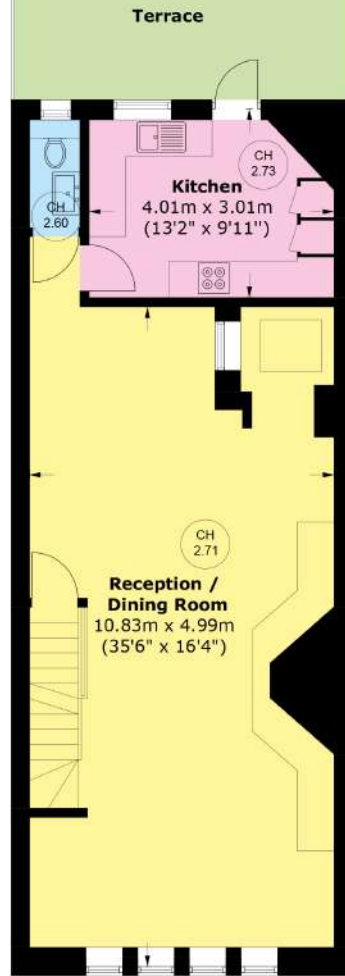 Terrace
CH
2.73
Kitchen
4.01m x 3.01m
(13'2" x 9'11")
CH
2.60
CH
2.71
Reception /
Dining Room
10.83m x 4.99m
(35'6" x 16'4")